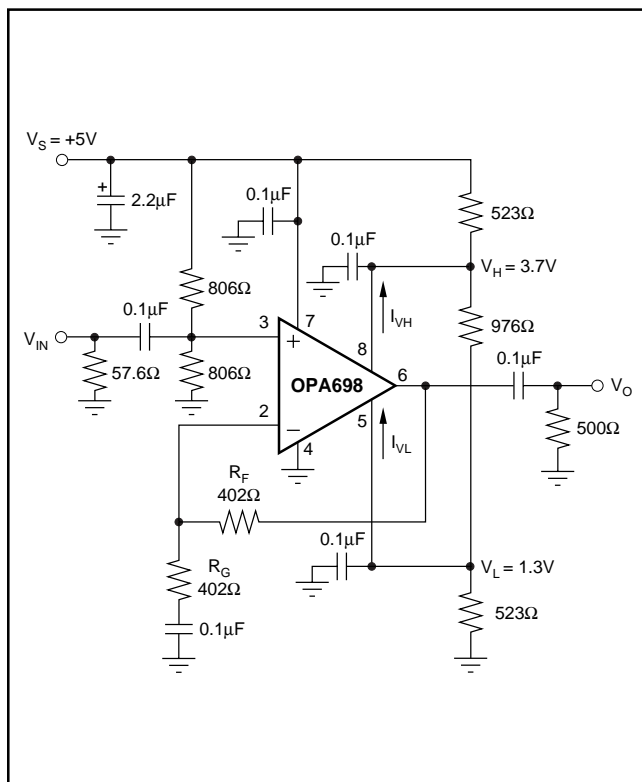 V_S = +5V
+
2.2μF
0.1μF
523Ω
0.1μF
V_H = 3.7V
806Ω
I_VH
976Ω
0.1μF
V_IN
3
7
8
+
OPA698
6
0.1μF
V_O
57.6Ω
806Ω
2
−
4
5
I_VL
500Ω
R_F
402Ω
0.1μF
V_L = 1.3V
R_G
402Ω
523Ω
0.1μF